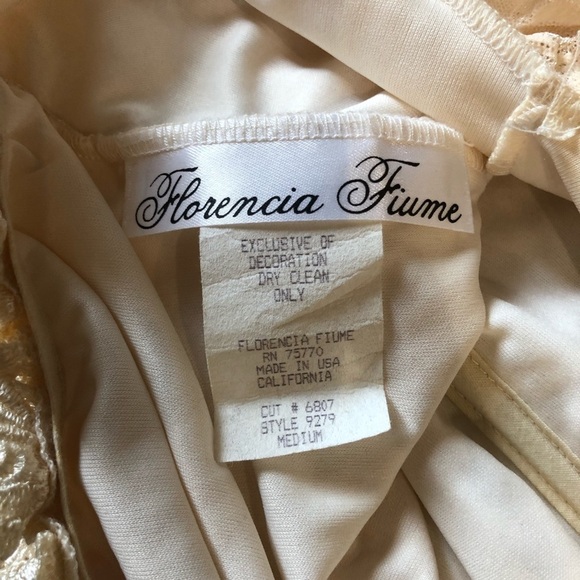 Florencia Fiume
EXCLUSIVE OF
DECORATION
DRY CLEAN
ONLY
FLORENCIA FIUME
RN 75770
MADE IN USA
CALIFORNIA
CUT # 6807
STYLE 9279
MEDIUM